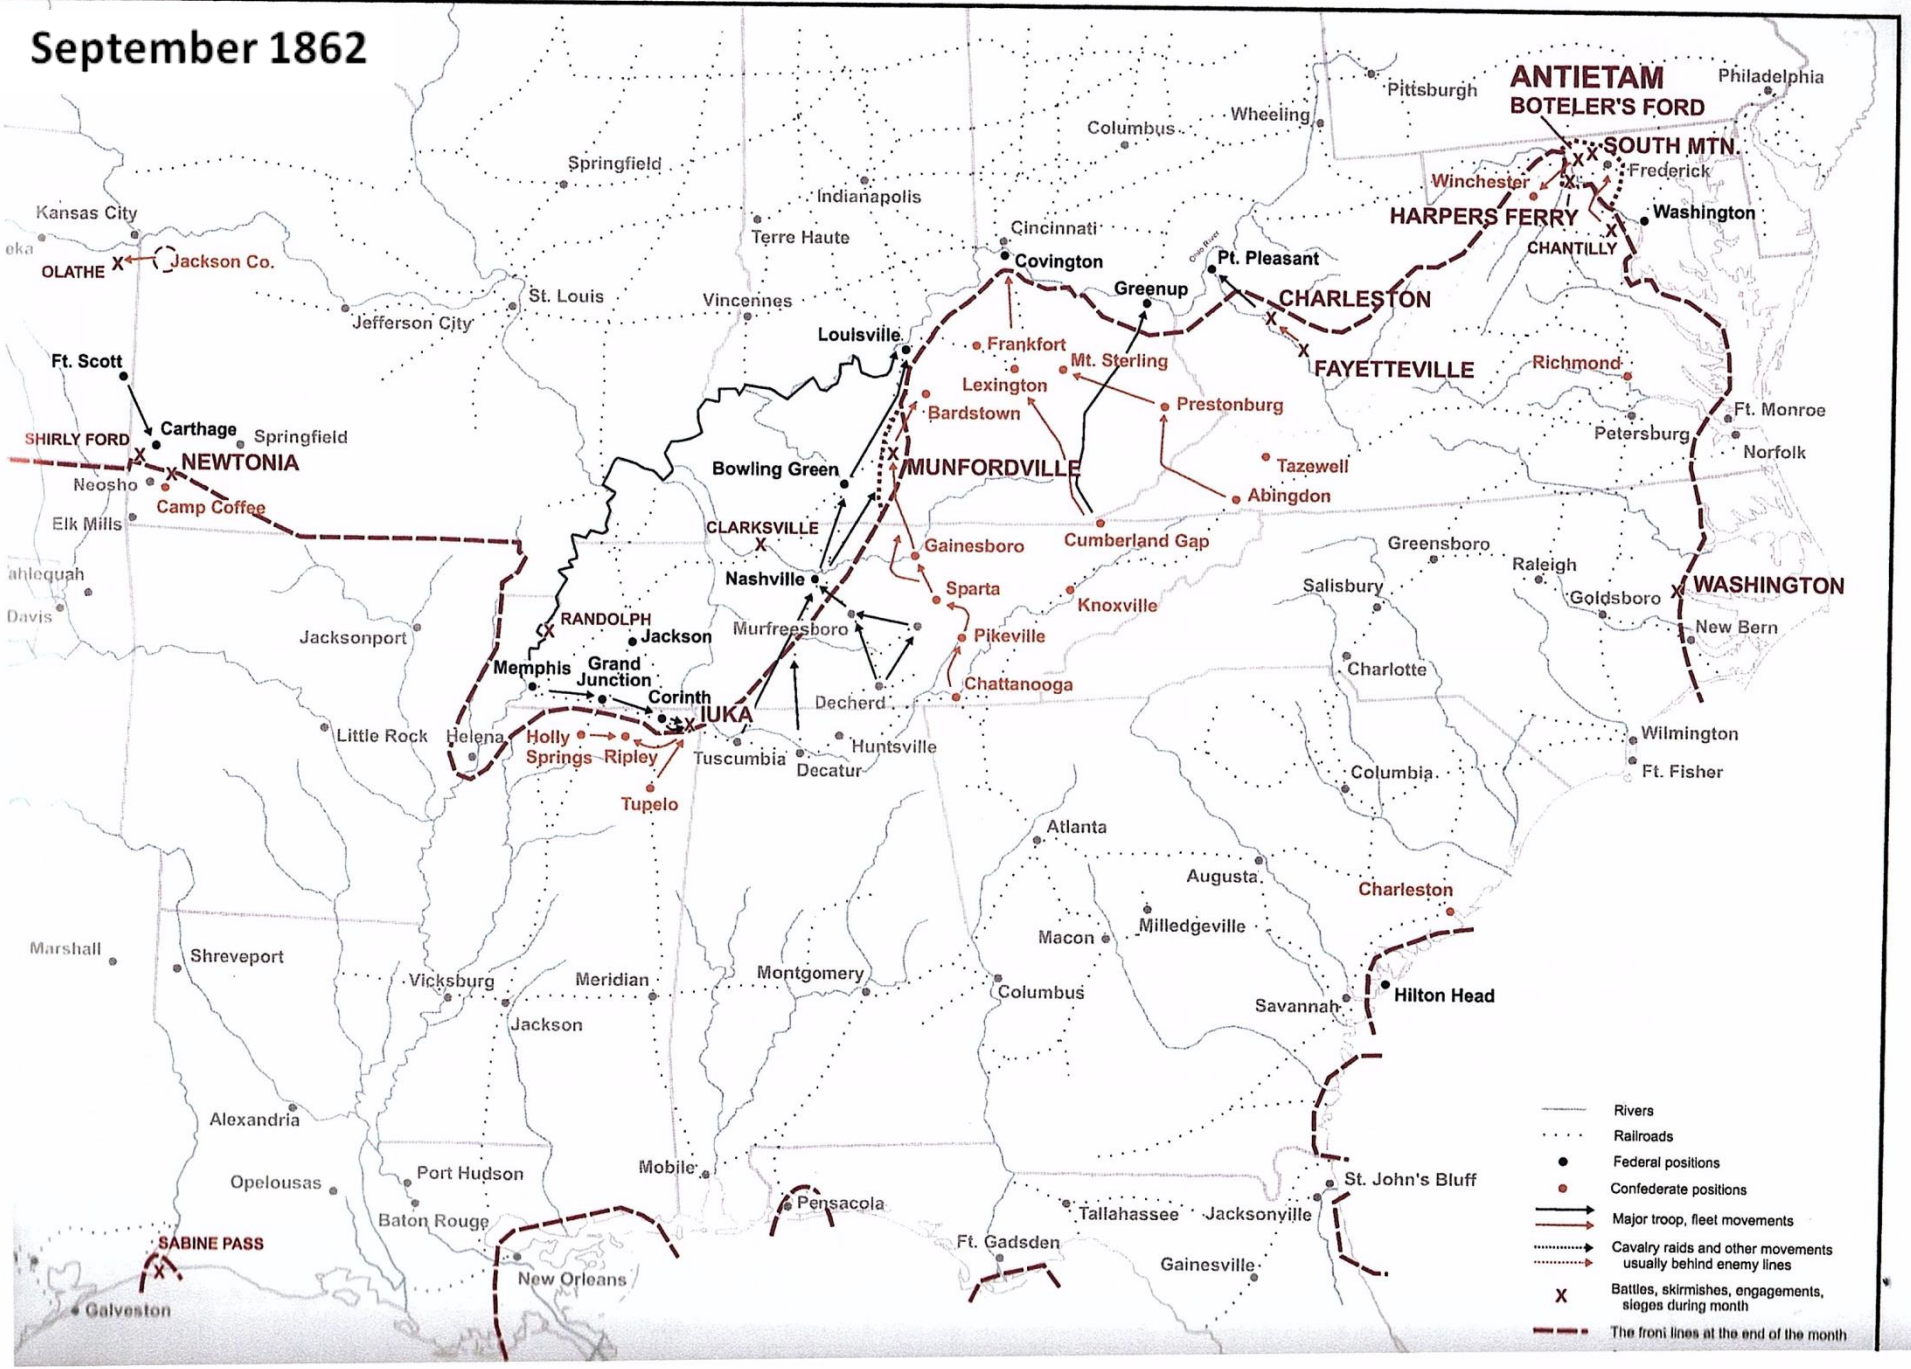 September 1862
ANTIETAM
BOTELER'S FORD
SOUTH MTN.
Philadelphia
Pittsburgh
Wheeling
Columbus
Frederick
Winchester
HARPERS FERRY
Washington
CHANTILLY
Springfield
Indianapolis
Terre Haute
Cincinnati
Covington
Kansas City
eka
OLATHE
Jackson Co.
Ohio River
Pt. Pleasant
Greenup
CHARLESTON
St. Louis
Vincennes
Jefferson City
Louisville
Frankfort
Mt. Sterling
Lexington
FAYETTEVILLE
Richmond
Ft. Scott
Bardstown
Prestonburg
Ft. Monroe
Petersburg
Norfolk
Carthage
SHIRLY FORD
Springfield
NEWTONIA
Neosho
Camp Coffee
Elk Mills
Bowling Green
MUNFORDVILLE
Tazewell
Abingdon
CLARKSVILLE
Gainesboro
Cumberland Gap
Greensboro
Raleigh
ahlequah
Davis
Nashville
Sparta
Knoxville
Salisbury
Goldsboro
WASHINGTON
New Bern
Jacksonport
RANDOLPH
Jackson
Murfreesboro
Pikeville
Memphis
Grand
Junction
Corinth
Chattanooga
Charlotte
Decherd
IUKA
Little Rock
Helena
Holly
Springs
Ripley
Tuscumbia
Huntsville
Decatur
Tupelo
Wilmington
Ft. Fisher
Columbia
Atlanta
Augusta
Charleston
Milledgeville
Macon
Marshall
Shreveport
Vicksburg
Meridian
Montgomery
Columbus
Savannah
Hilton Head
Jackson
Alexandria
Opelousas
Port Hudson
Baton Rouge
Mobile
Pensacola
St. John's Bluff
Tallahassee
Jacksonville
Ft. Gadsden
Gainesville
SABINE PASS
New Orleans
Galveston
Rivers
Railroads
Federal positions
Confederate positions
Major troop, fleet movements
Cavalry raids and other movements
usually behind enemy lines
X Battles, skirmishes, engagements,
sieges during month
The front lines at the end of the month